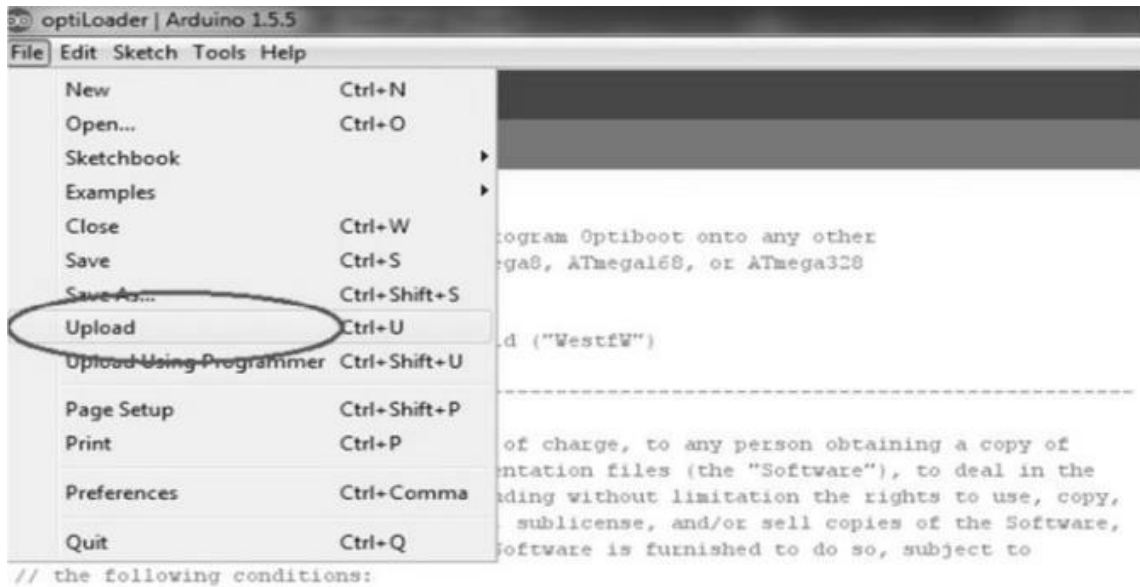 optiLoader | Arduino 1.5.5
File Edit Sketch Tools Help
New Ctrl+N
Open... Ctrl+O
Sketchbook
Examples
Close Ctrl+W
ogram Optiboot onto any other
Save Ctrl+S
ga8, ATmega168, or ATmega328
Save As... Ctrl+Shift+S
Upload Ctrl+U
d ("WestfW")
Upload Using Programmer Ctrl+Shift+U
Page Setup Ctrl+Shift+P
Print Ctrl+P
of charge, to any person obtaining a copy of
entation files (the "Software"), to deal in the
Preferences Ctrl+Comma
ding without limitation the rights to use, copy,
sublicense, and/or sell copies of the Software,
Quit Ctrl+Q
Software is furnished to do so, subject to
// the following conditions: